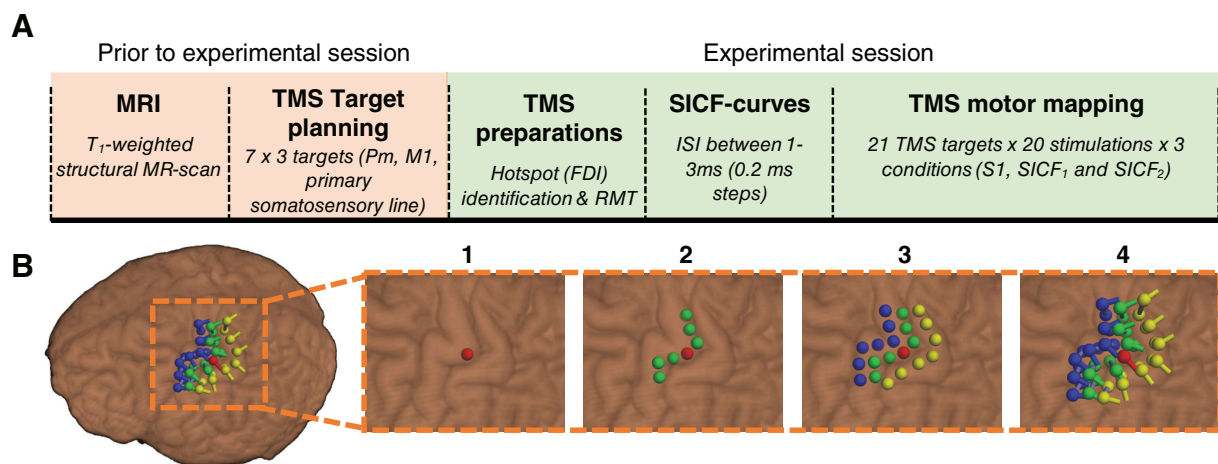 A
Prior to experimental session
Experimental session
MRI
T1-weighted
structural MR-scan
TMS Target
planning
7 x 3 targets (Pm, M1,
primary
somatosensory line)
TMS
preparations
Hotspot (FDI)
identification & RMT
SICF-curves
ISI between 1-
3ms (0.2 ms
steps)
TMS motor mapping
21 TMS targets x 20 stimulations x 3
conditions (S1, SICF1 and SICF2)
B
1
2
3
4